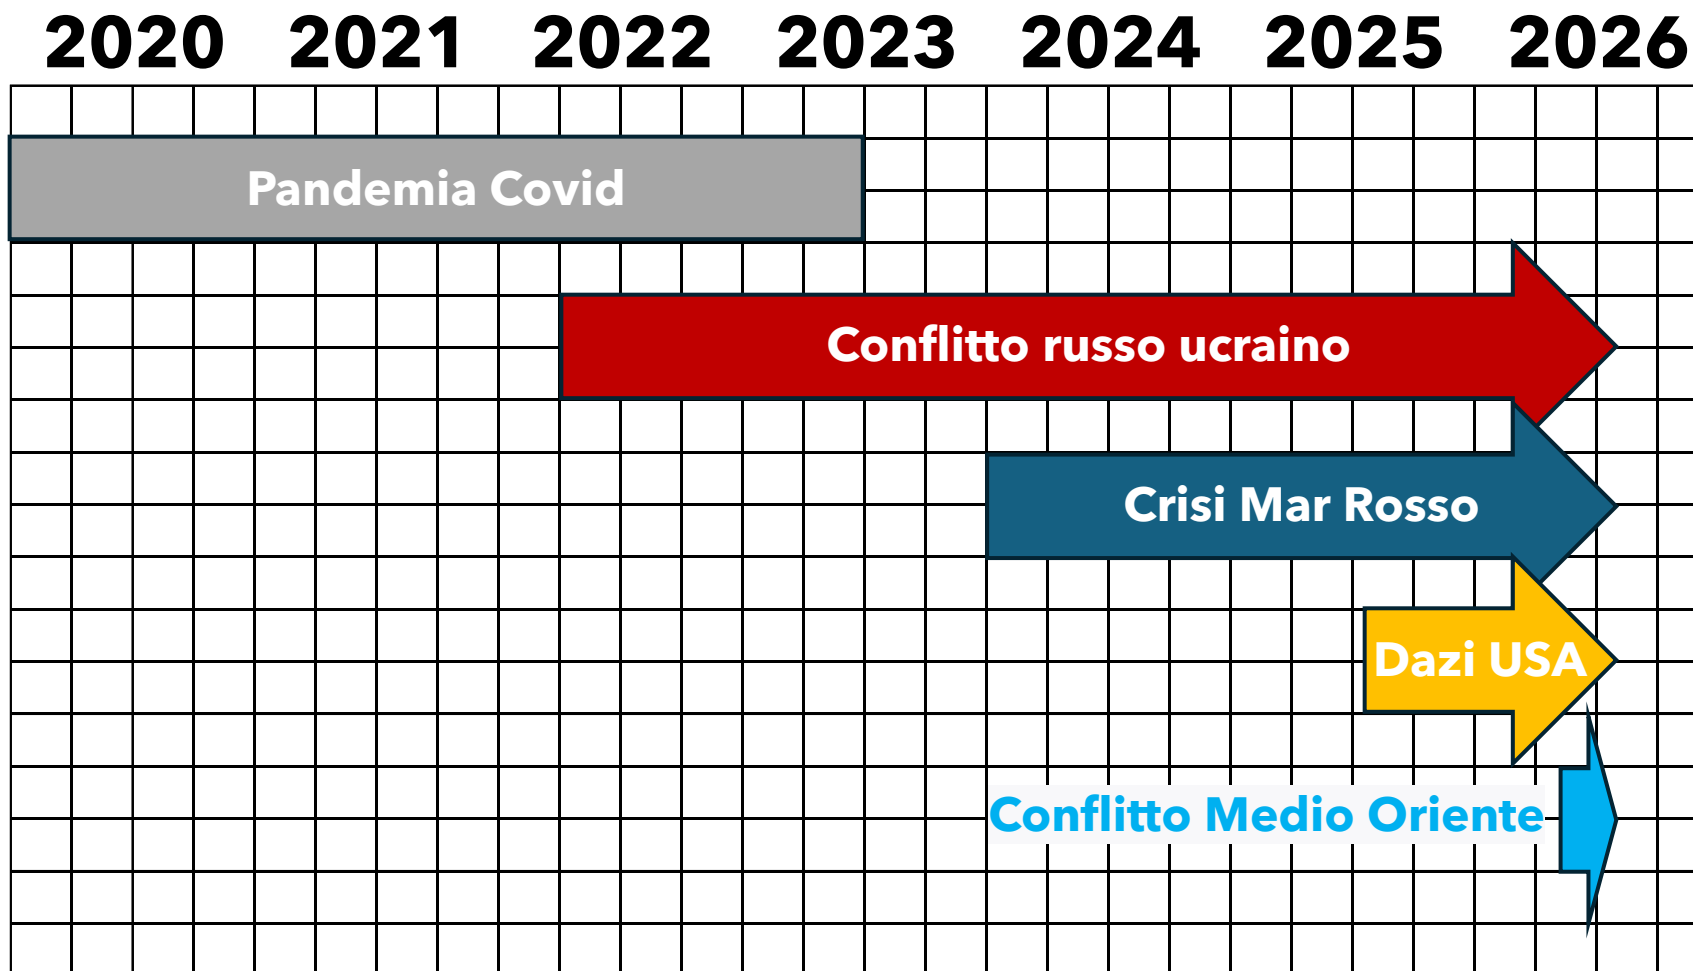 2020 2021 2022 2023 2024 2025 2026
Pandemia Covid
Conflitto russo ucraino
Crisi Mar Rosso
Dazi USA
Conflitto Medio Oriente